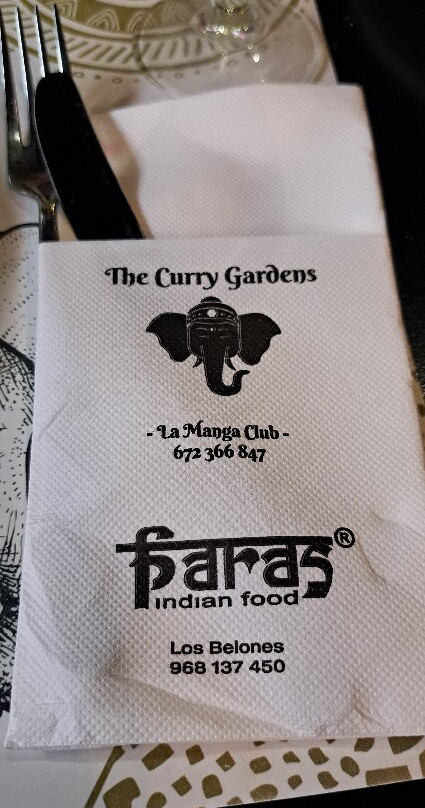 The Curry Gardens
- La Manga Club -
672 366 847
Paras®
indian food
Los Belones
968 137 450